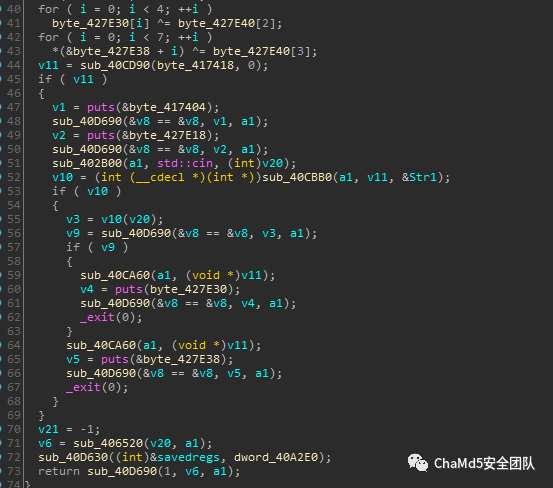 40 for ( i = 0; i < 4; ++i )
41 byte_427E30[i] ^= byte_427E40[2];
42 for ( i = 0; i < 7; ++i )
43 *(&byte_427E38 + i) ^= byte_427E40[3];
44 v11 = sub_40CD90(byte_417418, 0);
45 if ( v11 )
46 {
47 v1 = puts(&byte_417404);
48 sub_40D690(&v8 == &v8, v1, a1);
49 v2 = puts(&byte_427E18);
50 sub_40D690(&v8 == &v8, v2, a1);
51 sub_402B00(a1, std::cin, (int)v20);
52 v10 = (int (__cdecl *)(int *))sub_40CBB0(a1, v11, &Str1);
53 if ( v10 )
54 {
55 v3 = v10(v20);
56 v9 = sub_40D690(&v8 == &v8, v3, a1);
57 if ( v9 )
58 {
59 sub_40CA60(a1, (void *)v11);
60 v4 = puts(byte_427E30);
61 sub_40D690(&v8 == &v8, v4, a1);
62 _exit(0);
63 }
64 sub_40CA60(a1, (void *)v11);
65 v5 = puts(&byte_427E38);
66 sub_40D690(&v8 == &v8, v5, a1);
67 _exit(0);
68 }
69 }
70 v21 = -1;
71 v6 = sub_406520(v20, a1);
72 sub_40D630((int)&savedregs, dword_40A2E0);
73 return sub_40D690(1, v6, a1);
74 }
ChaMd5安全团队